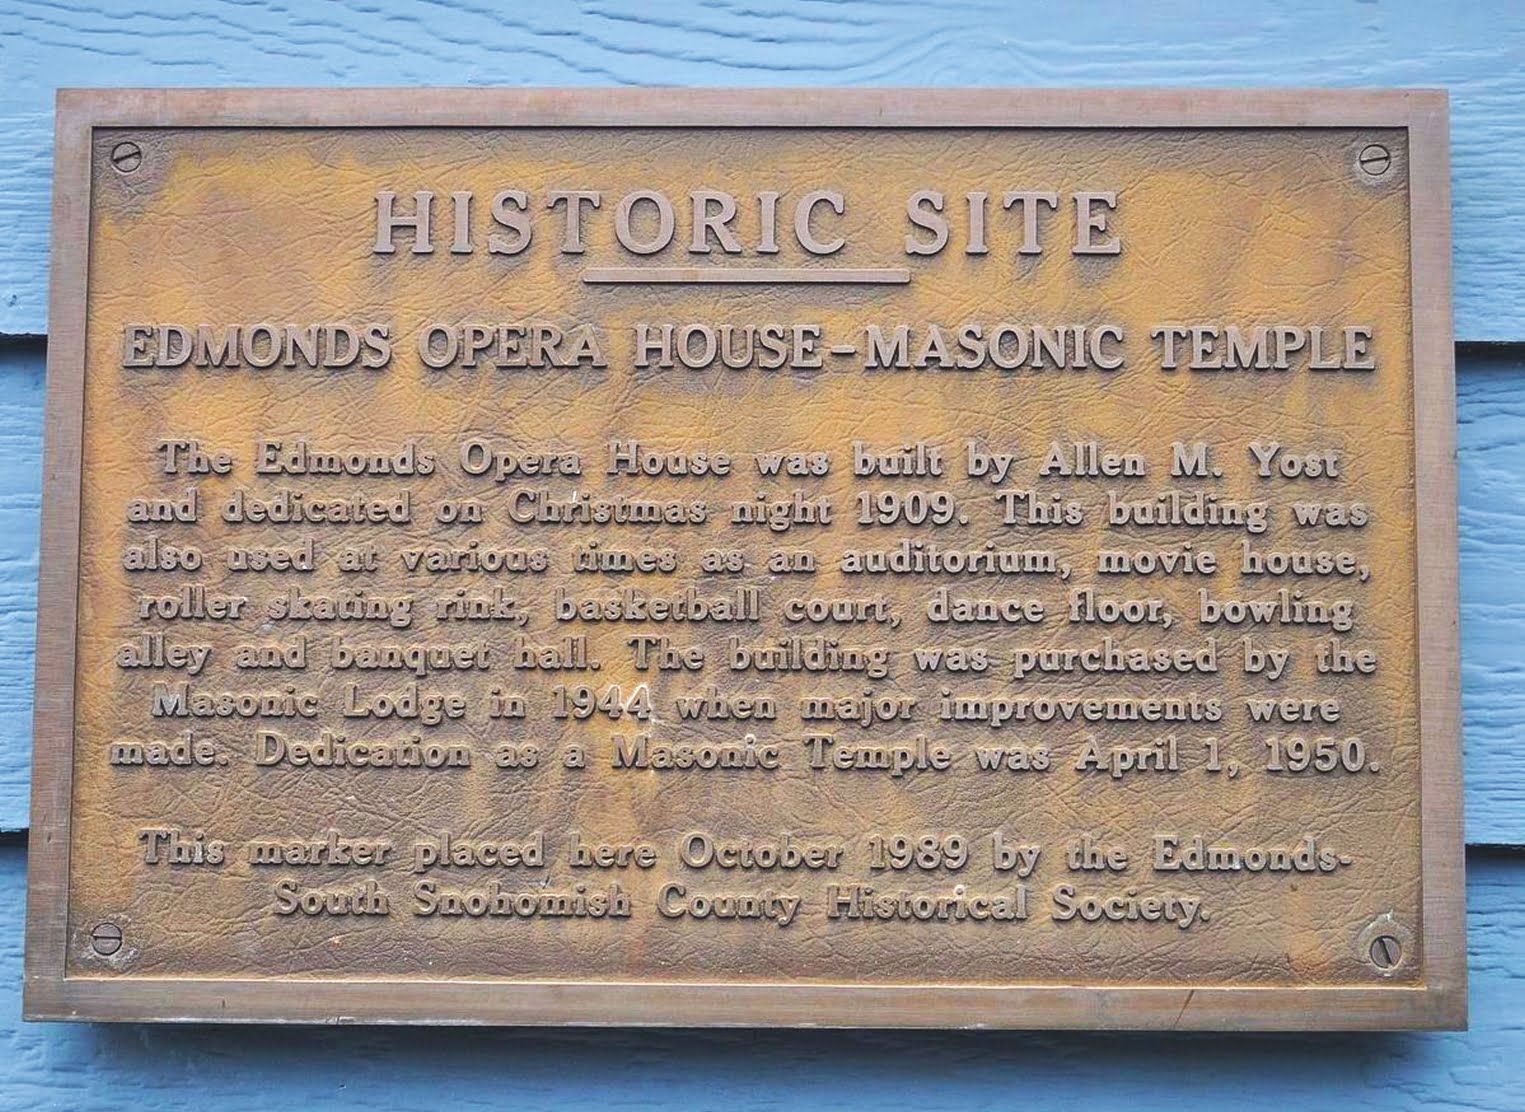 HISTORIC SITE
EDMONDS OPERA HOUSE-MASONIC TEMPLE
The Edmonds Opera House was built by Allen M. Yost
and dedicated on Christmas night 1909. This building was
also used at various times as an auditorium, movie house,
roller skating rink, basketball court, dance floor, bowling
alley and banquet hall. The building was purchased by the
Masonic Lodge in 1944 when major improvements were
made. Dedication as a Masonic Temple was April 1, 1950.
This marker placed here October 1989 by the Edmonds-
South Snohomish County Historical Society.